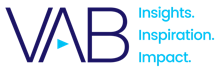 VAB
Insights.
Inspiration.
Impact.